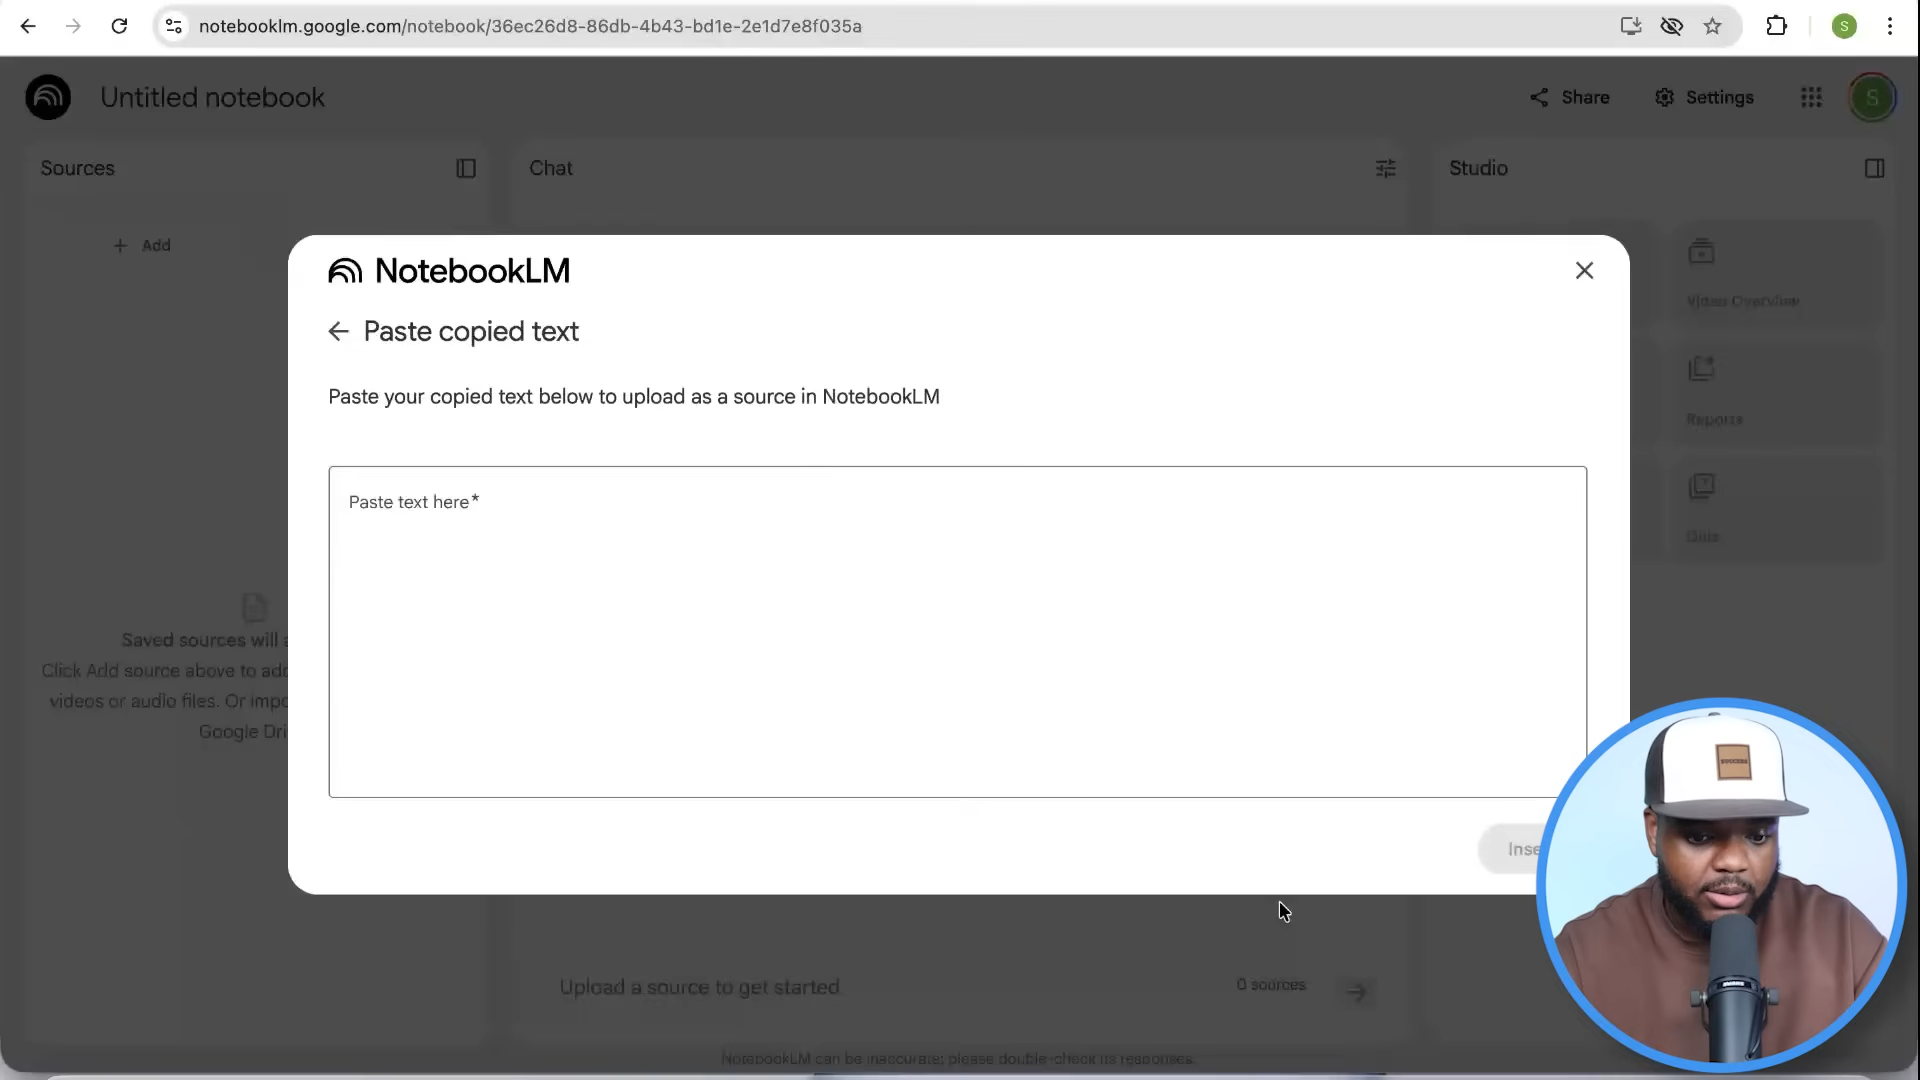 notebooklm.google.com/notebook/36ec26d8-86db-4b43-bd1e-2e1d7e8f035a
S
Untitled notebook
Share
Settings
S
Sources
Chat
Studio
+ Add
NotebookLM
Video Overview
Paste copied text
Paste your copied text below to upload as a source in NotebookLM
Reports
Paste text here*
Quiz
Saved sources will a
Click Add source above to add
videos or audio files. Or impo
Google Dri
SUCCESS
Inse
Upload a source to get started
0 sources
NotebookLM can be inaccurate; please double-check its responses.